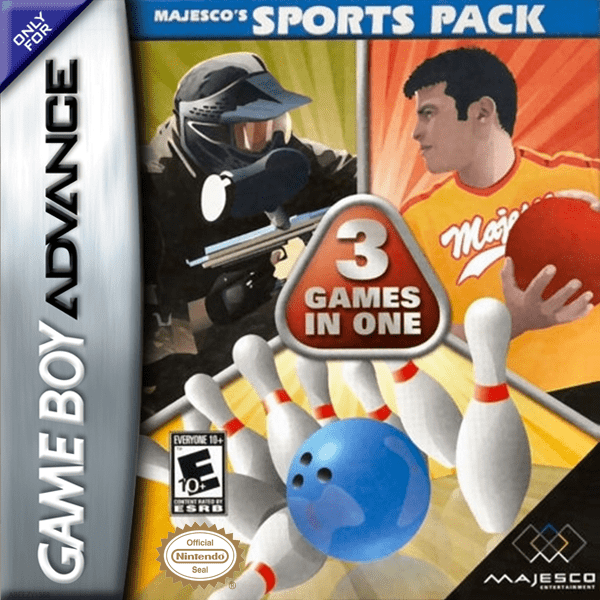 ONLY
FOR
GAME BOY ADVANCE
MAJESCO'S SPORTS PACK
3
GAMES
IN ONE
EVERYONE 10+
E
10+
CONTENT RATED BY
ESRB
Official
Nintendo
Seal
MAJESCO
ENTERTAINMENT